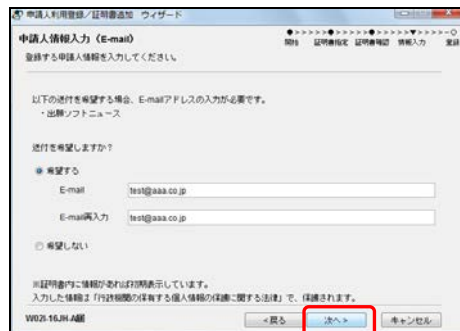 申請人利用登録/証明書追加 ウィザード
申請人情報入力(E-mail)
●>>>>>●>>>>>●>>>>>▼>>>>>-○
開始 証明書指定 証明書確認 情報入力 登録
登録する申請人情報を入力してください。
以下の送付を希望する場合、E-mailアドレスの入力が必要です。
・出願ソフトニュース
送付を希望しますか?
希望する
E-mail test@aaa.co.jp
E-mail再入力 test@aaa.co.jp
希望しない
※証明書内に情報があれば初期表示しています。
入力した情報は「行政機関の保有する個人情報の保護に関する法律」で、保護されます。
<戻る 次へ> キャンセル